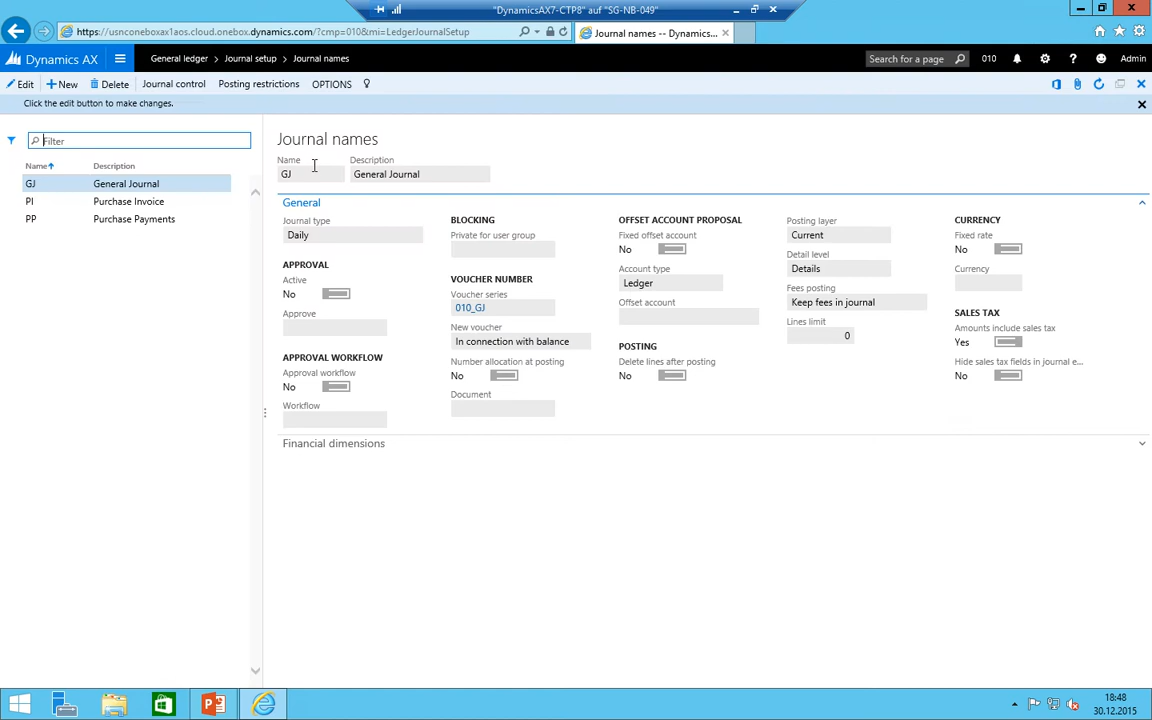 "DynamicsAX7-CTP8" auf "SG-NB-049"
https://usnconeboxax1aos.cloud.onebox.dynamics.com/?cmp=010&mi=LedgerJournalSetup
Journal names -- Dynamics...
Dynamics AX
General ledger > Journal setup > Journal names
Search for a page
010
Admin
Edit
New
Delete
Journal control
Posting restrictions
OPTIONS
Click the edit button to make changes.
Filter
Name Description
GJ General Journal
PI Purchase Invoice
PP Purchase Payments
Journal names
Name Description
GJ General Journal
General
Journal type
Daily
APPROVAL
Active
No
Approve
APPROVAL WORKFLOW
Approval workflow
No
Workflow
BLOCKING
Private for user group
VOUCHER NUMBER
Voucher series
010_GJ
New voucher
In connection with balance
Number allocation at posting
No
Document
OFFSET ACCOUNT PROPOSAL
Fixed offset account
No
Account type
Ledger
Offset account
POSTING
Delete lines after posting
No
Posting layer
Current
Detail level
Details
Fees posting
Keep fees in journal
Lines limit
0
CURRENCY
Fixed rate
No
Currency
SALES TAX
Amounts include sales tax
Yes
Hide sales tax fields in journal e...
No
Financial dimensions
18:48
30.12.2015